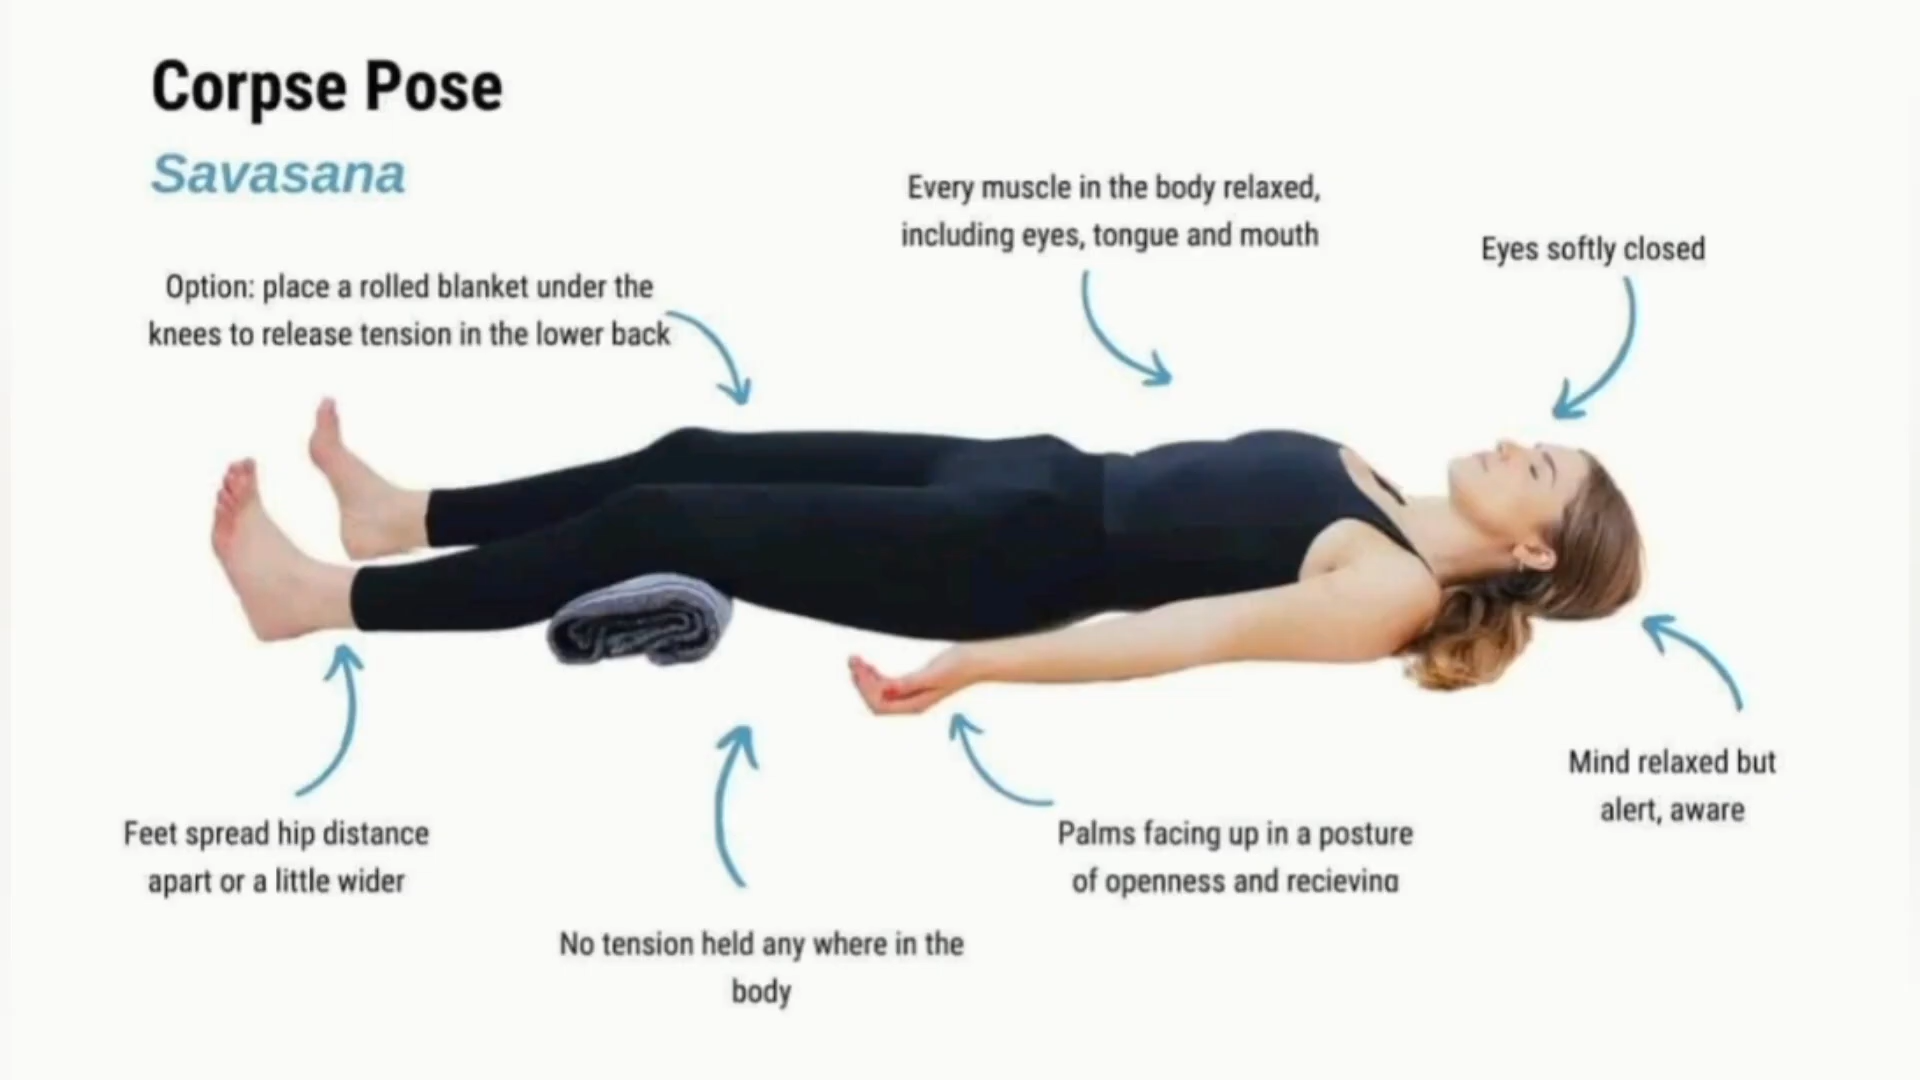 Corpse Pose
Savasana
Every muscle in the body relaxed,
including eyes, tongue and mouth
Eyes softly closed
Option: place a rolled blanket under the
knees to release tension in the lower back
Mind relaxed but
alert, aware
Feet spread hip distance
apart or a little wider
Palms facing up in a posture
of openness and recieving
No tension held any where in the
body